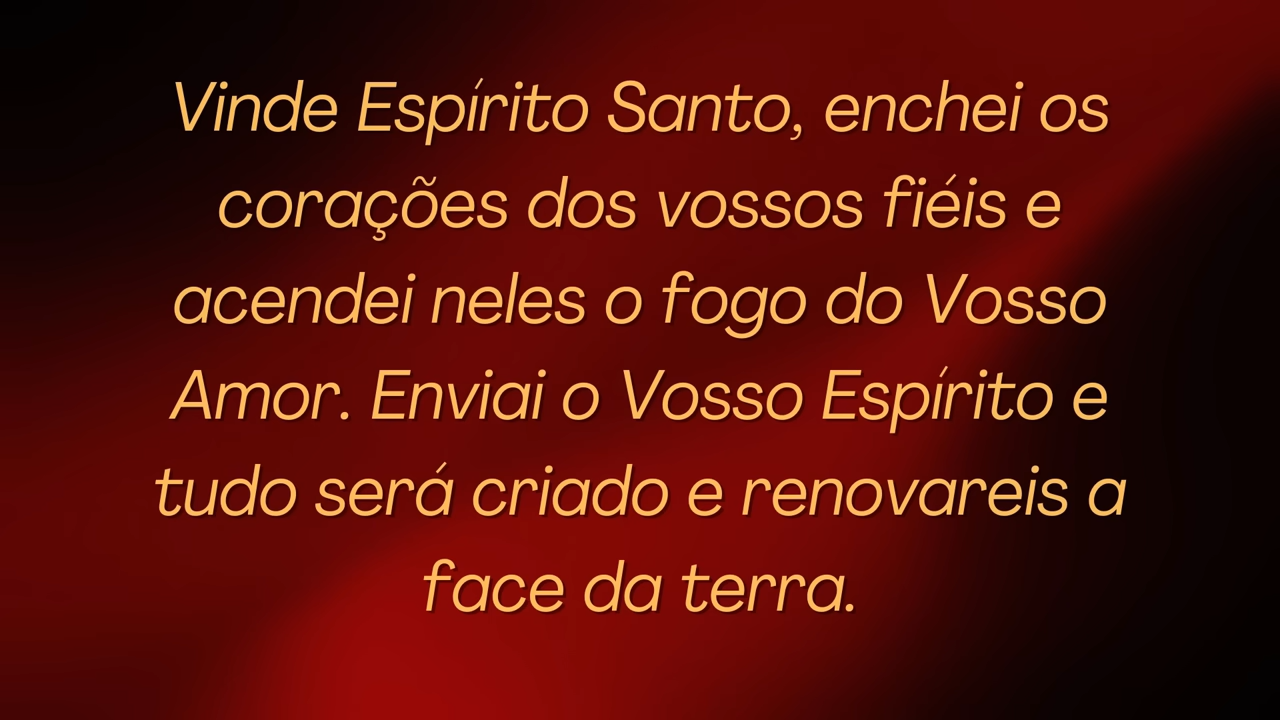 Vinde Espírito Santo, enchei os
corações dos vossos fiéis e
acendei neles o fogo do Vosso
Amor. Enviai o Vosso Espírito e
tudo será criado e renovareis a
face da terra.